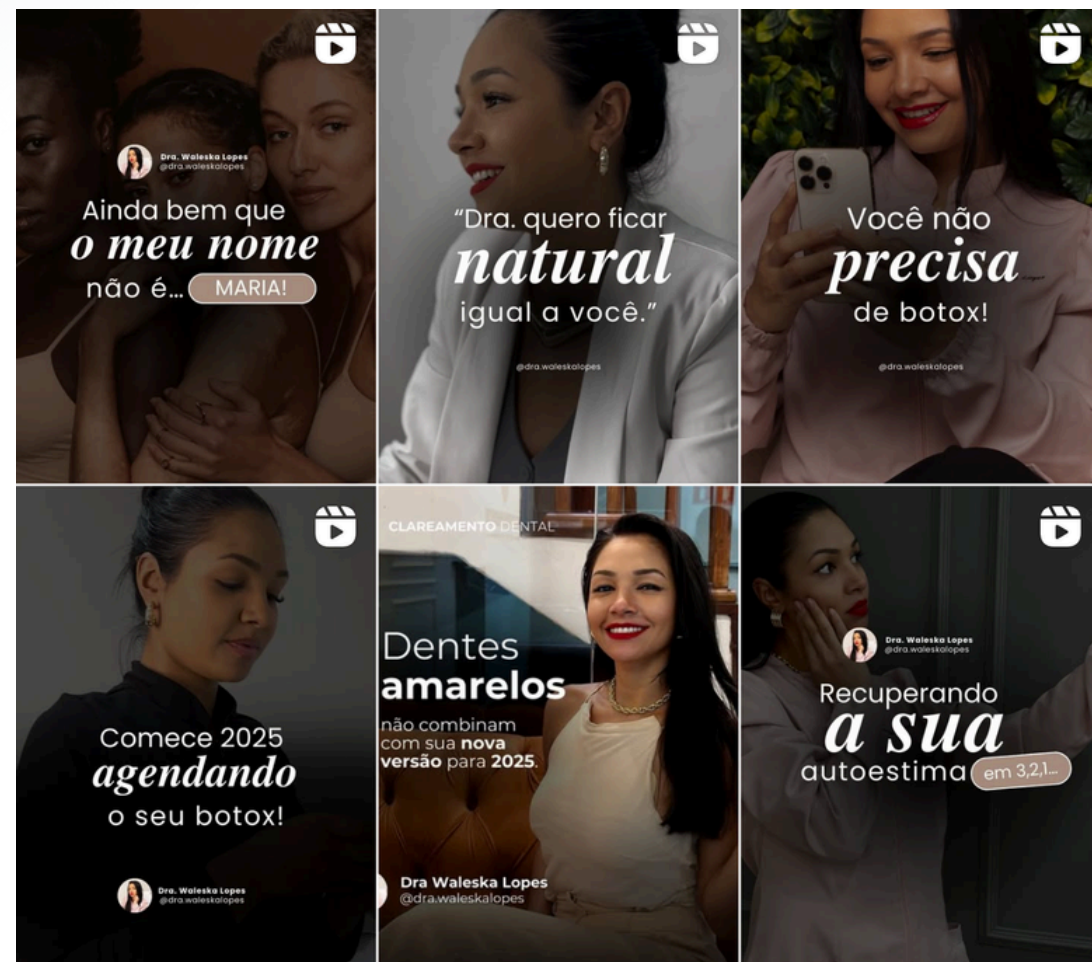 Dra. Waleska Lopes
@dra.waleskalopes
Ainda bem que
o meu nome
não é... MARIA!
“Dra. quero ficar
natural
igual a você.”
@dra.waleskalopes
Você não
precisa
de botox!
@dra.waleskalopes
Comece 2025
agendando
o seu botox!
Dra. Waleska Lopes
@dra.waleskalopes
CLAREAMENTO DENTAL
Dentes
amarelos
não combinam
com sua nova
versão para 2025.
Dra Waleska Lopes
@dra.waleskalopes
Dra. Waleska Lopes
@dra.waleskalopes
Recuperando
a sua
autoestima em 3,2,1...